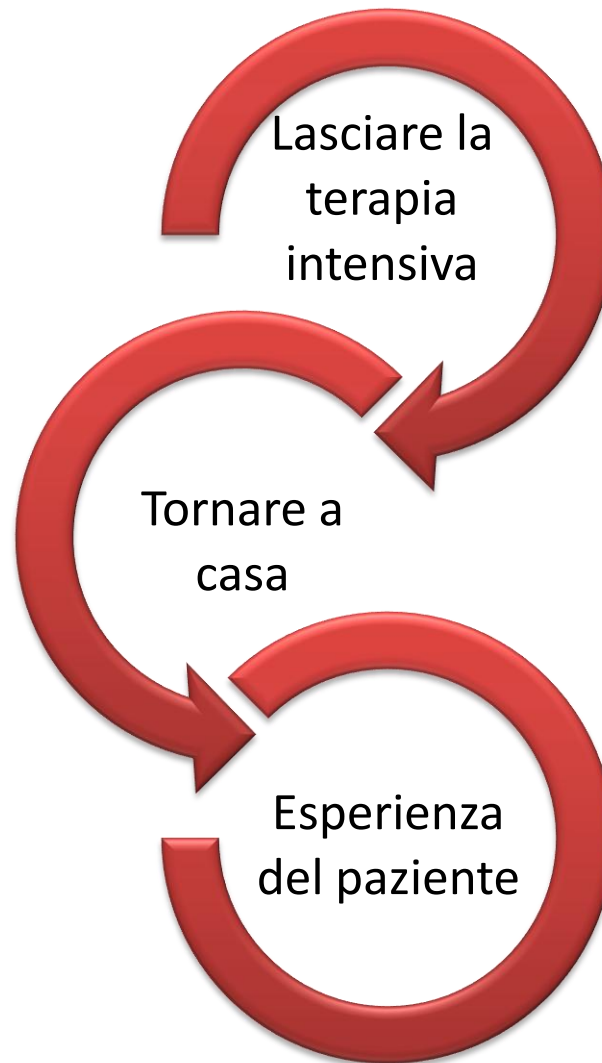 Lasciare la
terapia
intensiva
Tornare a
casa
Esperienza
del paziente